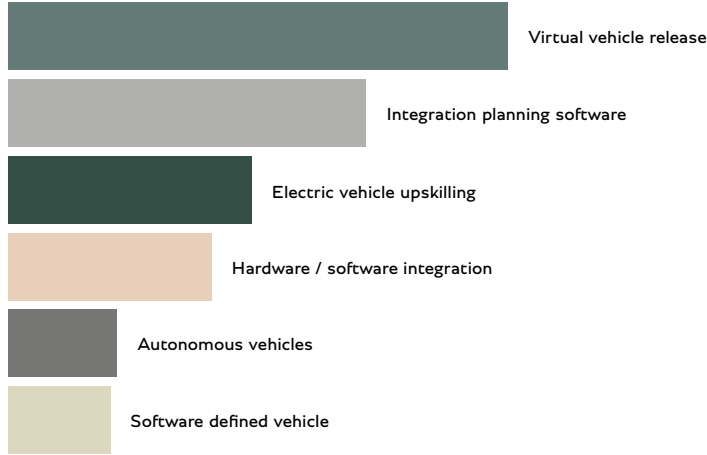 Virtual vehicle release
Integration planning software
Electric vehicle upskilling
Hardware / software integration
Autonomous vehicles
Software defined vehicle